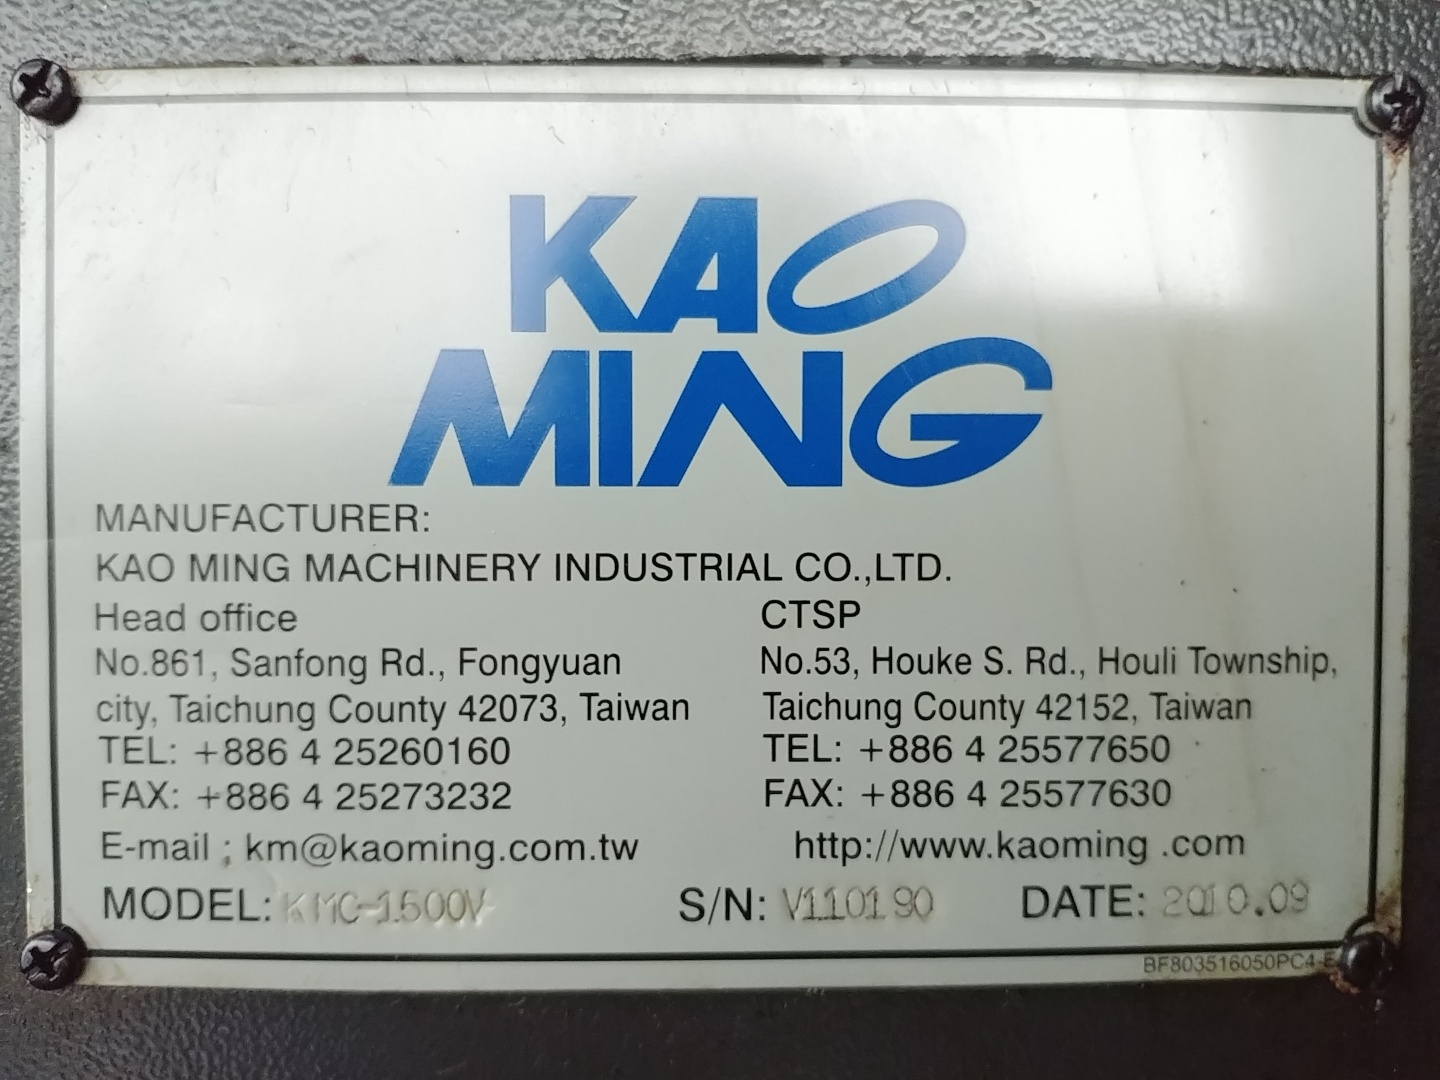 KAO
MING
MANUFACTURER:
KAO MING MACHINERY INDUSTRIAL CO.,LTD.
Head office
No.861, Sanfong Rd., Fongyuan
city, Taichung County 42073, Taiwan
TEL: +886 4 25260160
FAX: +886 4 25273232
CTSP
No.53, Houke S. Rd., Houli Township,
Taichung County 42152, Taiwan
TEL: +886 4 25577650
FAX: +886 4 25577630
E-mail ; km@kaoming.com.tw http://www.kaoming .com
MODEL: KMC-1500V S/N: V110190 DATE: 2010.09
BF803516050PC4-E